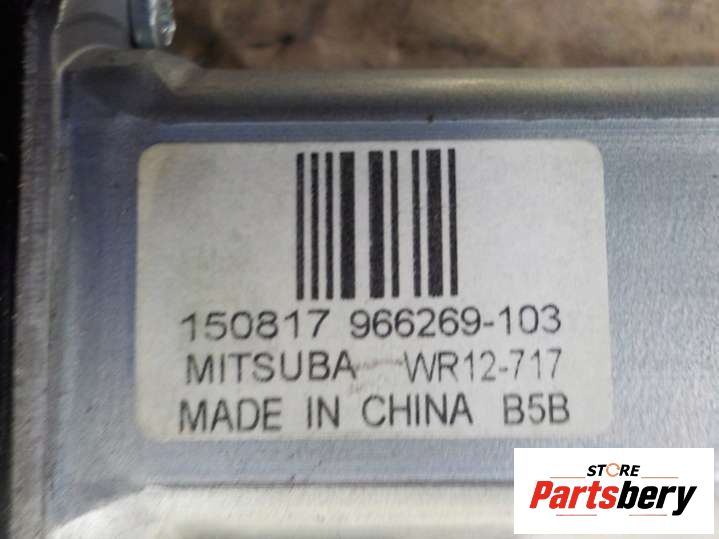 150817 966269-103
MITSUBA WR12-717
MADE IN CHINA B5B
STORE
Partsbery